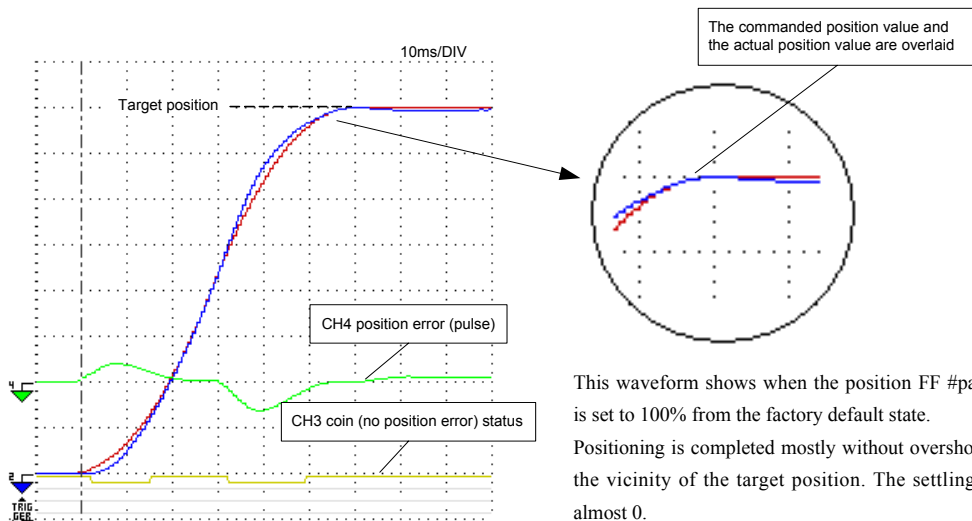 The commanded position value and
the actual position value are overlaid
10ms/DIV
Target position
CH4 position error (pulse)
CH3 coin (no position error) status
4
2
TRIG
GER
This waveform shows when the position FF #pa
is set to 100% from the factory default state.
Positioning is completed mostly without oversho
the vicinity of the target position. The settling
almost 0.